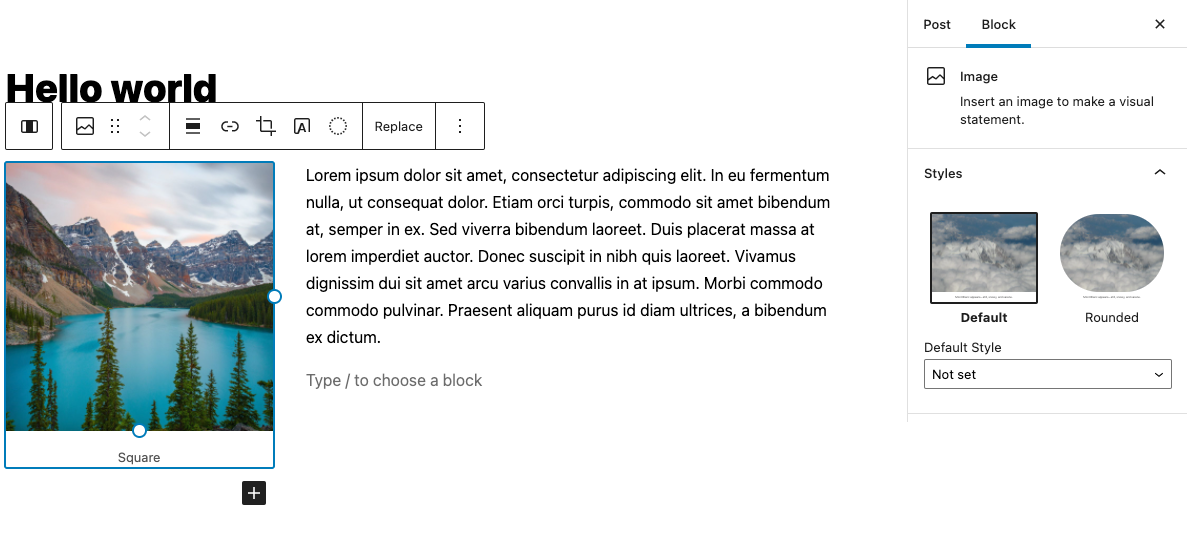 Post Block
Hello world
Image
Insert an image to make a visual
statement.
A Replace
Styles
Lorem ipsum dolor sit amet, consectetur adipiscing elit. In eu fermentum
nulla, ut consequat dolor. Etiam orci turpis, commodo sit amet bibendum
at, semper in ex. Sed viverra bibendum laoreet. Duis placerat massa at
lorem imperdiet auctor. Donec suscipit in nibh quis laoreet. Vivamus
dignissim dui sit amet arcu varius convallis in at ipsum. Morbi commodo
commodo pulvinar. Praesent aliquam purus id diam ultrices, a bibendum
ex dictum.
Default Rounded
Default Style
Not set
Type / to choose a block
Square